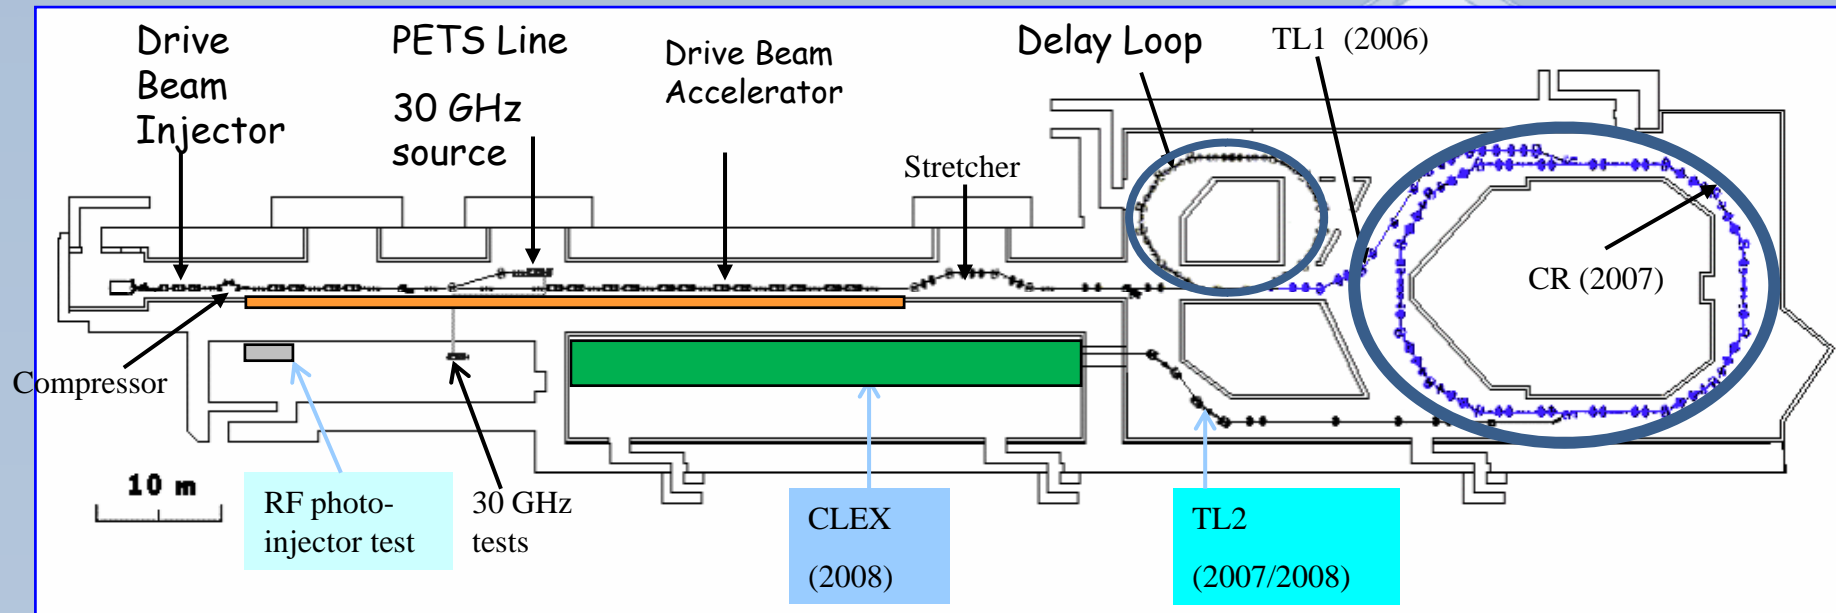 Drive
Beam
Injector
PETS Line
30 GHz
source
Drive Beam
Accelerator
Stretcher
Delay Loop
TL1 (2006)
CR (2007)
Compressor
10 m
RF photo-
injector test
30 GHz
tests
CLEX
(2008)
TL2
(2007/2008)